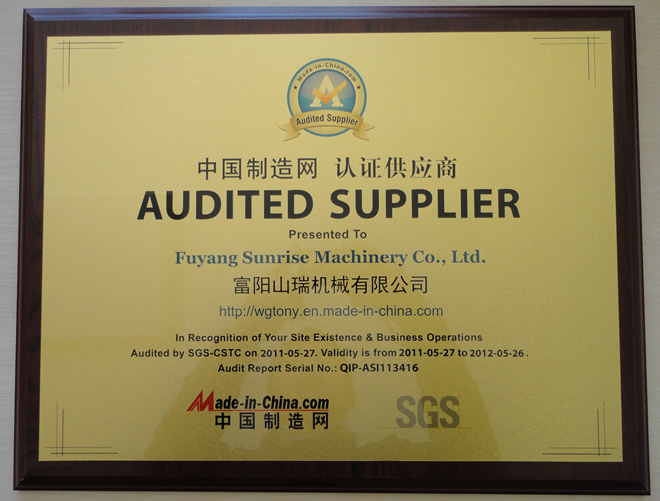 Made-in-China.com
Audited Supplier
中国制造网 认证供应商
AUDITED SUPPLIER
Presented To
Fuyang Sunrise Machinery Co., Ltd.
富阳山瑞机械有限公司
http://wgtony.en.made-in-china.com
In Recognition of Your Site Existence & Business Operations
Audited by SGS-CSTC on 2011-05-27. Validity is from 2011-05-27 to 2012-05-26 .
Audit Report Serial No.: QIP-ASI113416
Made-in-China.com
中国制造网
SGS